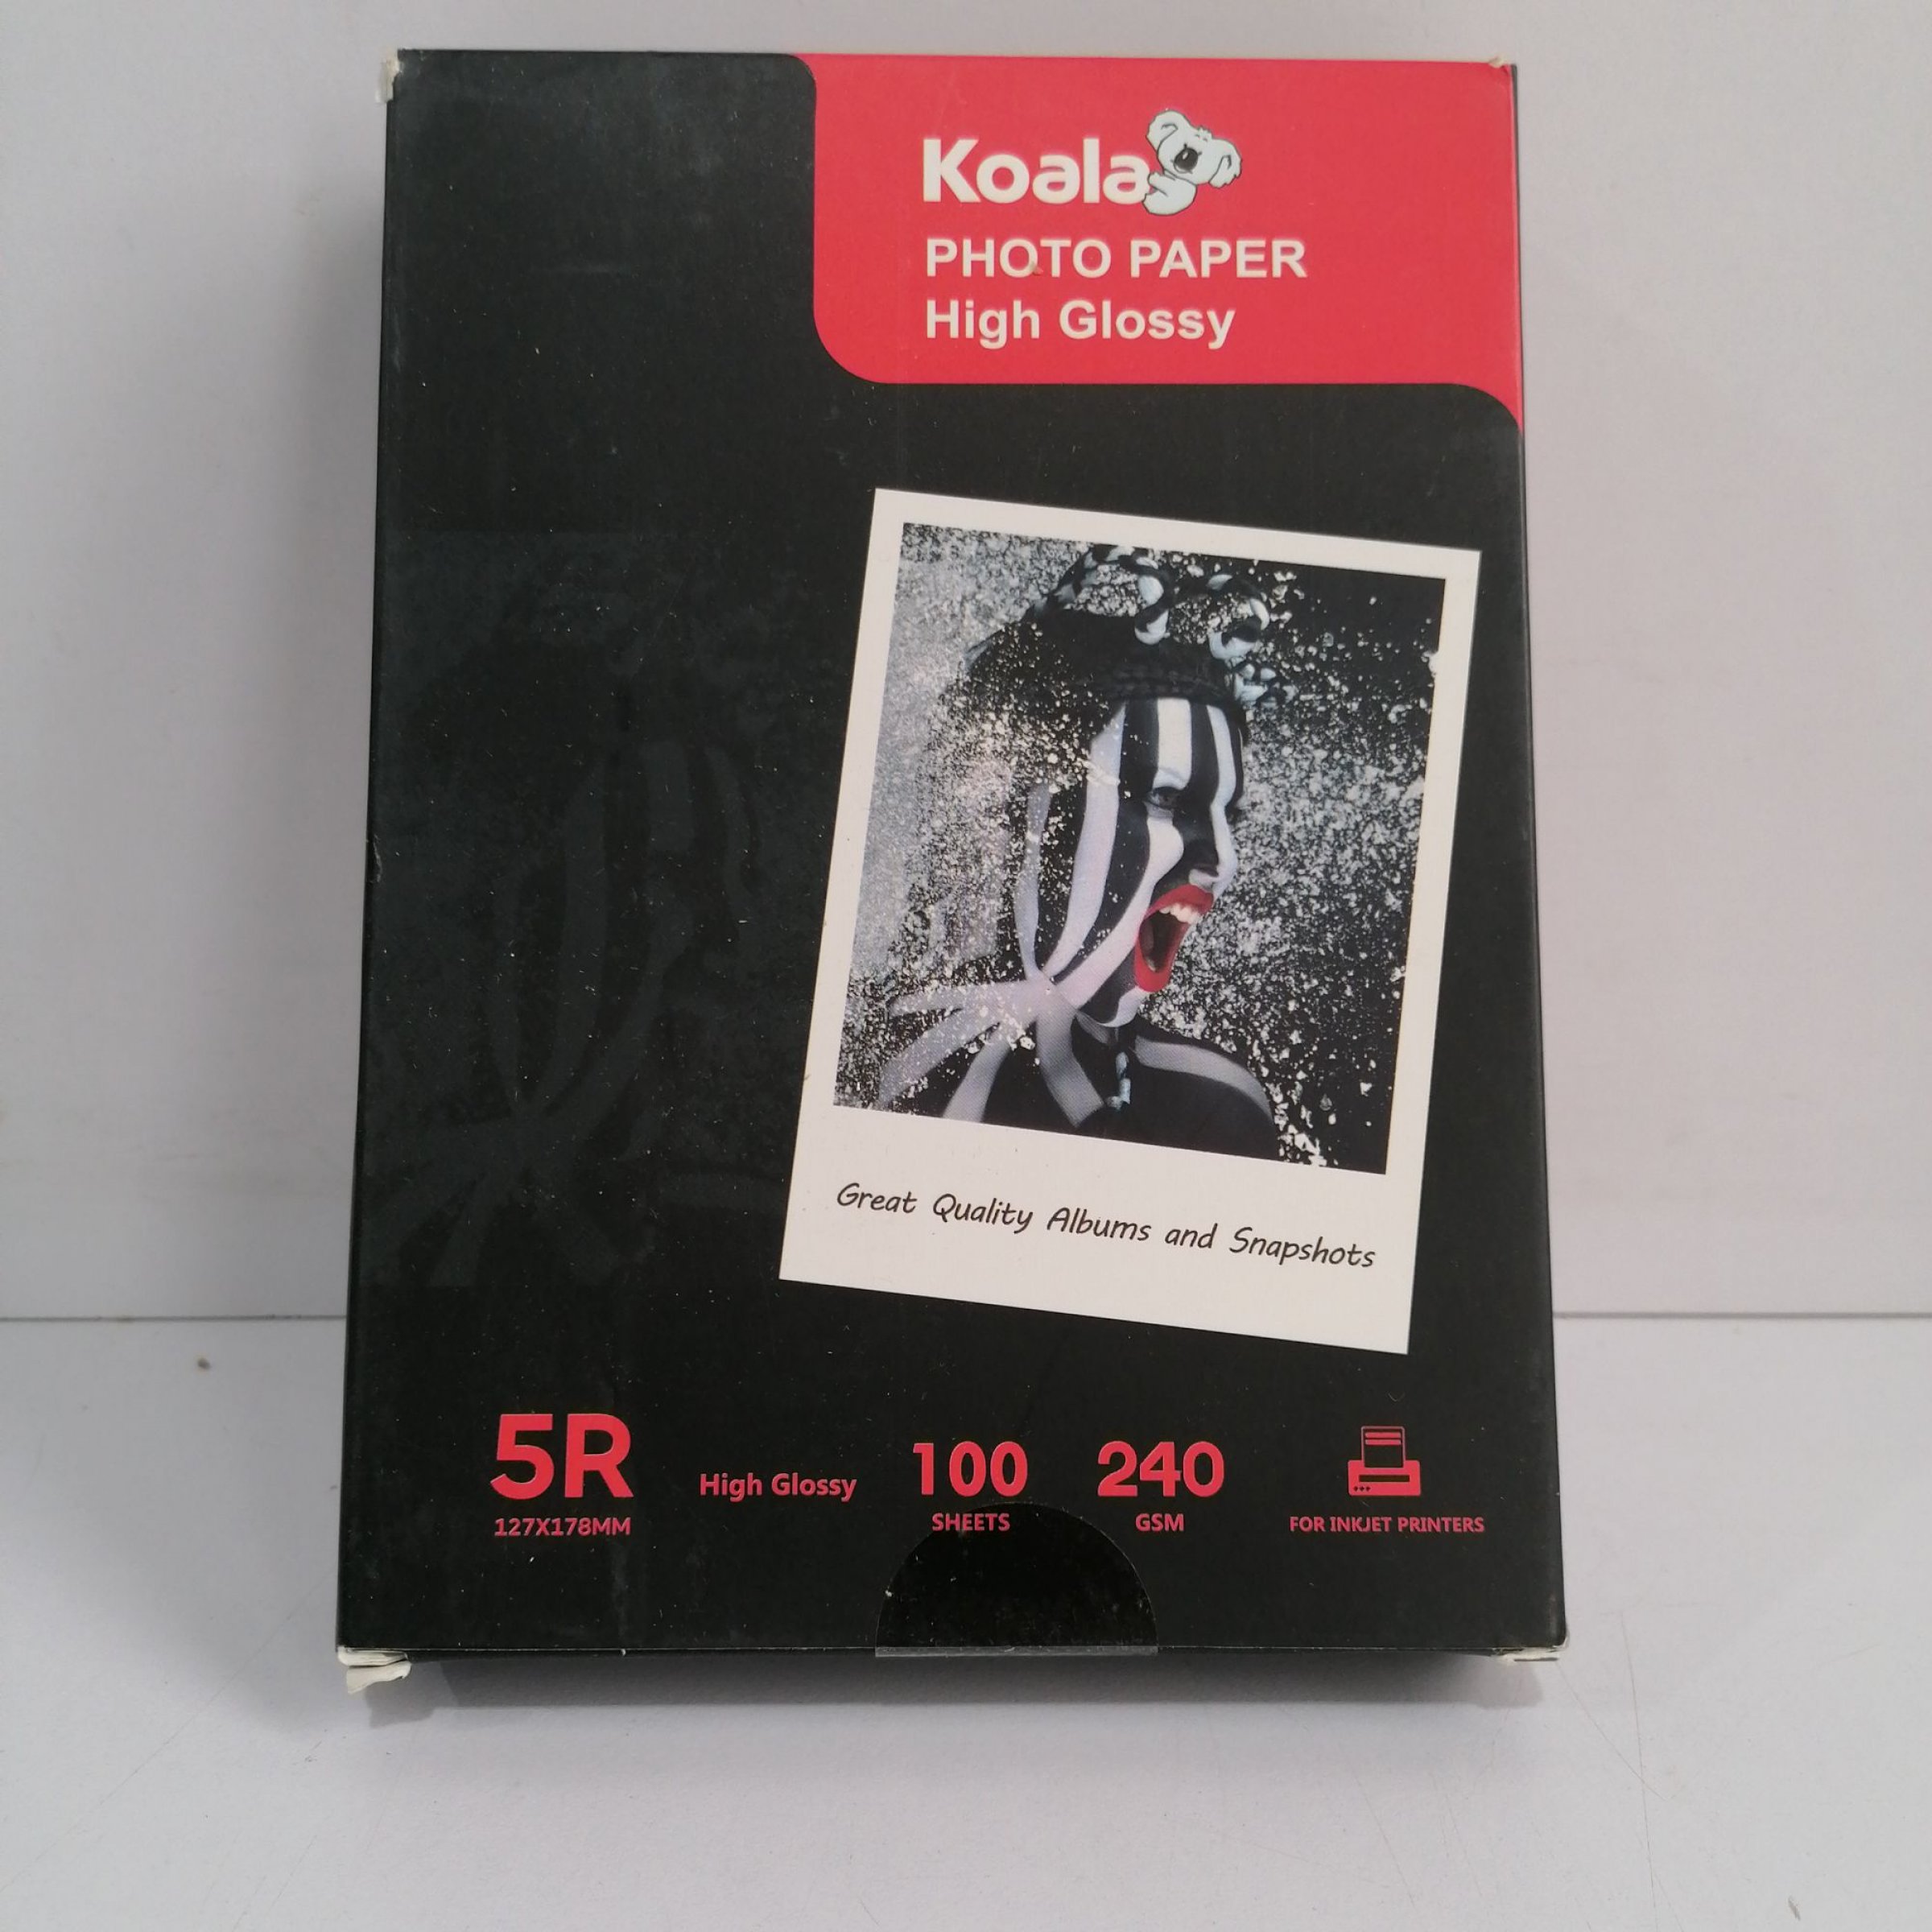 Koala
PHOTO PAPER
High Glossy
Great Quality Albums and Snapshots
5R
127X178MM
High Glossy
100
SHEETS
240
GSM
FOR INKJET PRINTERS